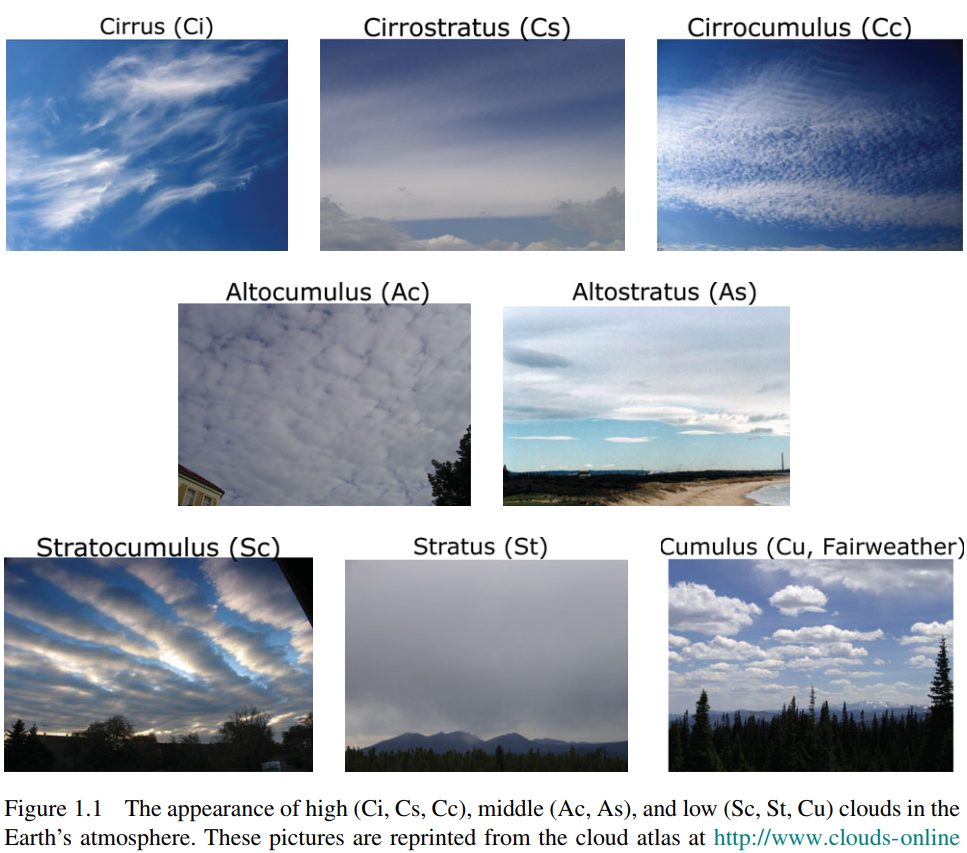 Cirrus (Ci)
Cirrostratus (Cs)
Cirrocumulus (Cc)
Altocumulus (Ac)
Altostratus (As)
Stratocumulus (Sc)
Stratus (St)
Cumulus (Cu, Fairweather)
Figure 1.1 The appearance of high (Ci, Cs, Cc), middle (Ac, As), and low (Sc, St, Cu) clouds in the
Earth’s atmosphere. These pictures are reprinted from the cloud atlas at http://www.clouds-online